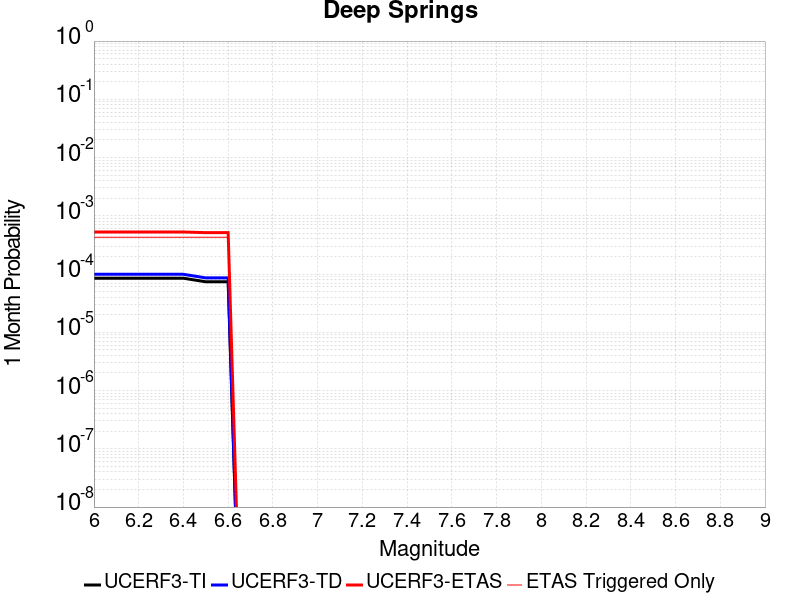 Deep Springs
10^0
10^-1
10^-2
10^-3
10^-4
10^-5
10^-6
10^-7
10^-8
1 Month Probability
6 6.2 6.4 6.6 6.8 7 7.2 7.4 7.6 7.8 8 8.2 8.4 8.6 8.8 9
Magnitude
UCERF3-TI UCERF3-TD UCERF3-ETAS ETAS Triggered Only